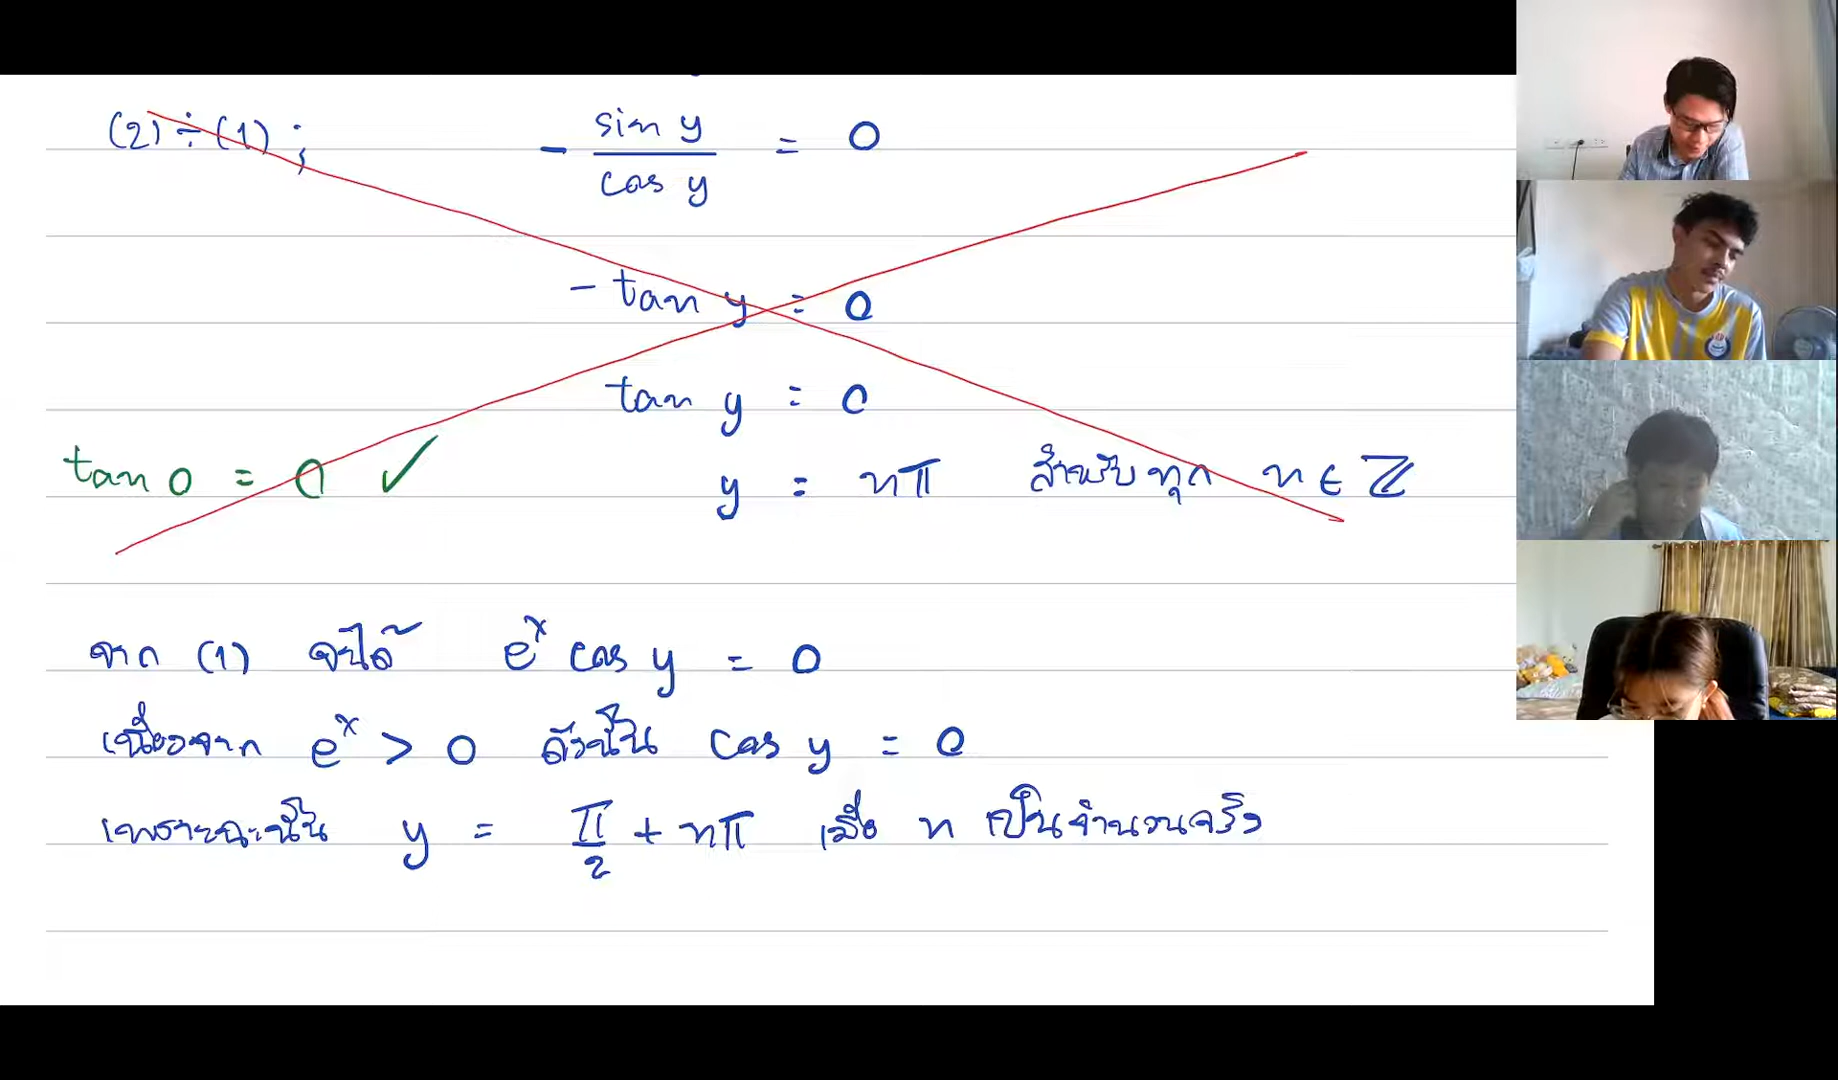 (2) ÷ (1) ; - sin y / cos y = 0
- tan y = 0
tan y = 0
tan 0 = 0 ✓ y = nπ สำหรับทุก n ∈ ℤ
จาก (1) จะได้ e^x cos y = 0
เนื่องจาก e^x > 0 ดังนั้น cos y = 0
เพราะฉะนั้น y = π/2 + nπ เมื่อ n เป็นจำนวนจริง